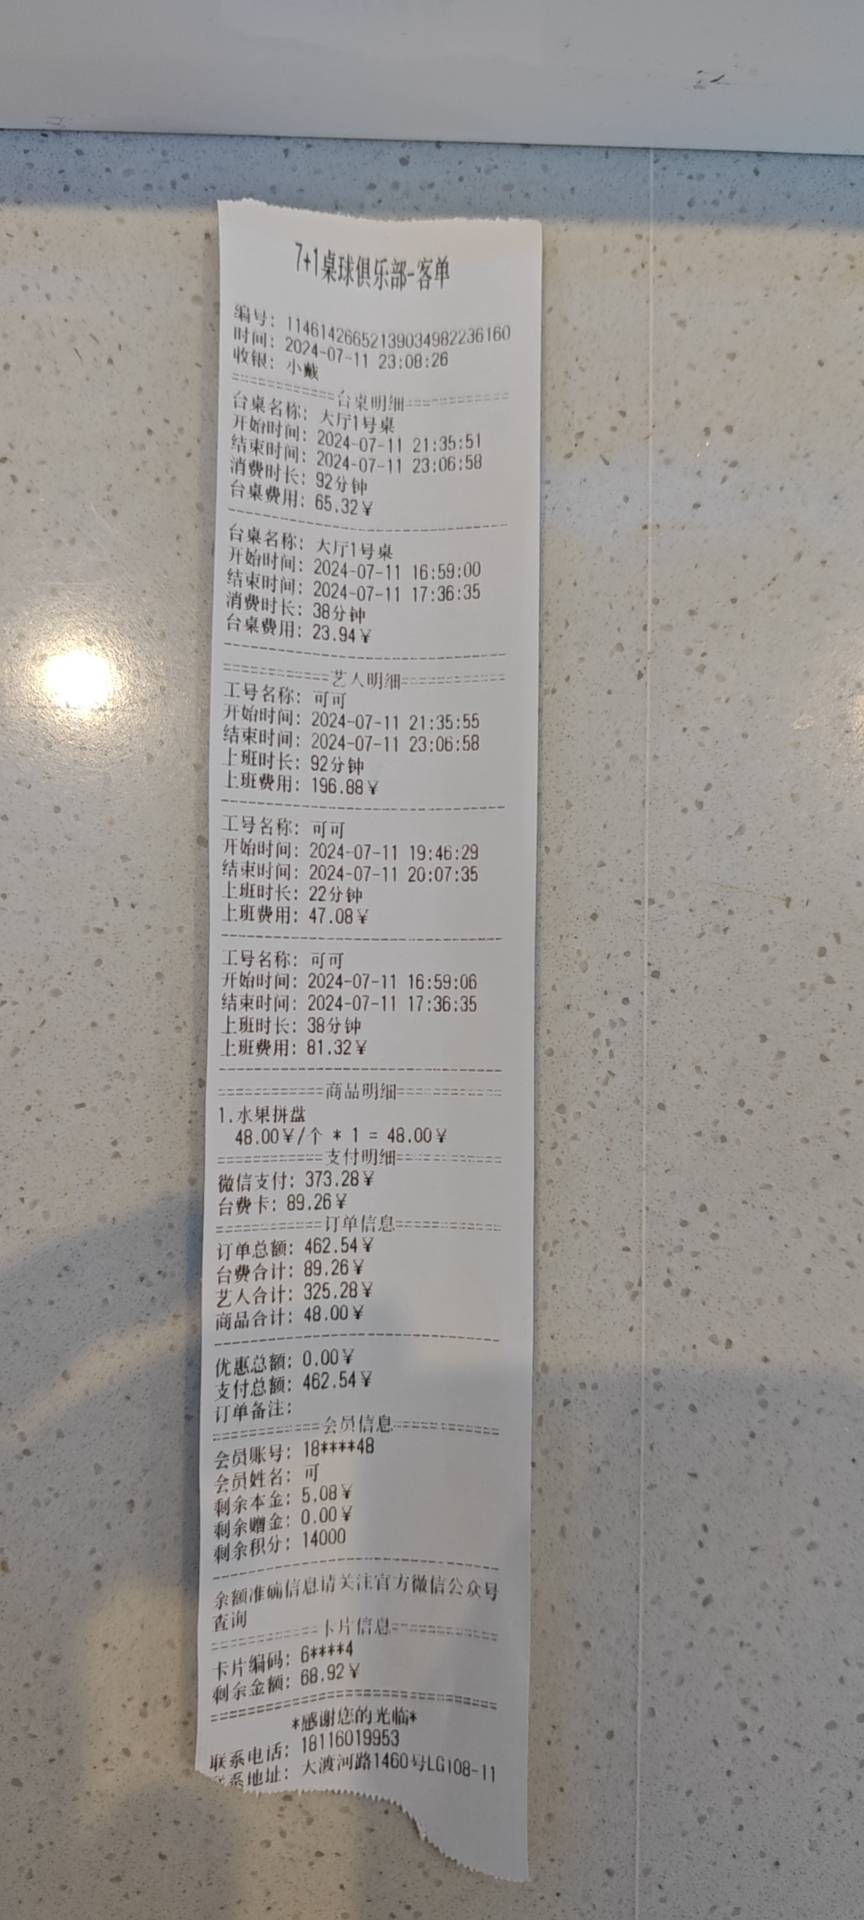 7+1桌球俱乐部-客单
编号: 1146142665213903498223​6160
时间: 2024-07-11 23:08:26
收银: 小戴
============台桌明细============
台桌名称: 大厅1号桌
开始时间: 2024-07-11 21:35:51
结束时间: 2024-07-11 23:06:58
消费时长: 92分钟
台桌费用: 65.32¥
--------------------------------
台桌名称: 大厅1号桌
开始时间: 2024-07-11 16:59:00
结束时间: 2024-07-11 17:36:35
消费时长: 38分钟
台桌费用: 23.94¥
--------------------------------
============艺人明细============
工号名称: 可可
开始时间: 2024-07-11 21:35:55
结束时间: 2024-07-11 23:06:58
上班时长: 92分钟
上班费用: 196.88¥
--------------------------------
工号名称: 可可
开始时间: 2024-07-11 19:46:29
结束时间: 2024-07-11 20:07:35
上班时长: 22分钟
上班费用: 47.08¥
--------------------------------
工号名称: 可可
开始时间: 2024-07-11 16:59:06
结束时间: 2024-07-11 17:36:35
上班时长: 38分钟
上班费用: 81.32¥
--------------------------------
============商品明细============
1.水果拼盘
48.00¥/个 * 1 = 48.00¥
============支付明细============
微信支付: 373.28¥
台费卡: 89.26¥
============订单信息============
订单总额: 462.54¥
台费合计: 89.26¥
艺人合计: 325.28¥
商品合计: 48.00¥
--------------------------------
优惠总额: 0.00¥
支付总额: 462.54¥
订单备注:
============会员信息============
会员账号: 18****48
会员姓名: 可
剩余本金: 5.08¥
剩余赠金: 0.00¥
剩余积分: 14000
--------------------------------
余额准确信息请关注官方微信公众号
查询
============卡片信息============
卡片编码: 6****4
剩余金额: 68.92¥
================================
*感谢您的光临*
联系电话: 18116019953
联系地址: 大渡河路1460号LG108-11